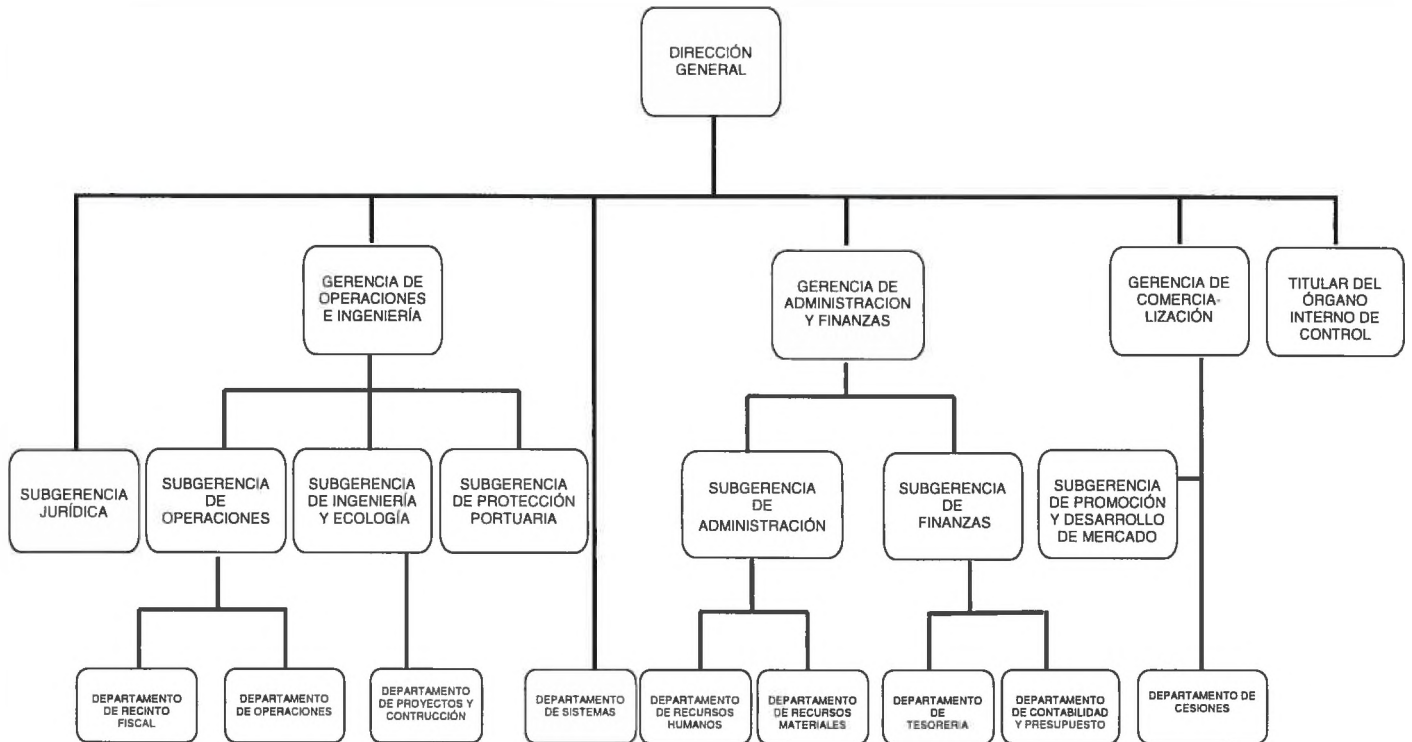 DIRECCIÓN
GENERAL
GERENCIA DE
OPERACIONES
E INGENIERÍA
GERENCIA DE
ADMINISTRACION
Y FINANZAS
GERENCIA DE
COMERCIA-
LIZACIÓN
TITULAR DEL
ÓRGANO
INTERNO DE
CONTROL
SUBGERENCIA
JURÍDICA
SUBGERENCIA
DE
OPERACIONES
SUBGERENCIA
DE INGENIERÍA
Y ECOLOGÍA
SUBGERENCIA
DE PROTECCIÓN
PORTUARIA
SUBGERENCIA
DE
ADMINISTRACIÓN
SUBGERENCIA
DE
FINANZAS
SUBGERENCIA
DE PROMOCIÓN
Y DESARROLLO
DE MERCADO
DEPARTAMENTO
DE RECINTO
FISCAL
DEPARTAMENTO
DE OPERACIONES
DEPARTAMENTO
DE PROYECTOS Y
CONTRUCCIÓN
DEPARTAMENTO
DE SISTEMAS
DEPARTAMENTO
DE RECURSOS
HUMANOS
DEPARTAMENTO
DE RECURSOS
MATERIALES
DEPARTAMENTO
DE
TESORERIA
DEPARTAMENTO
DE CONTABILIDAD
Y PRESUPUESTO
DEPARTAMENTO DE
CESIONES